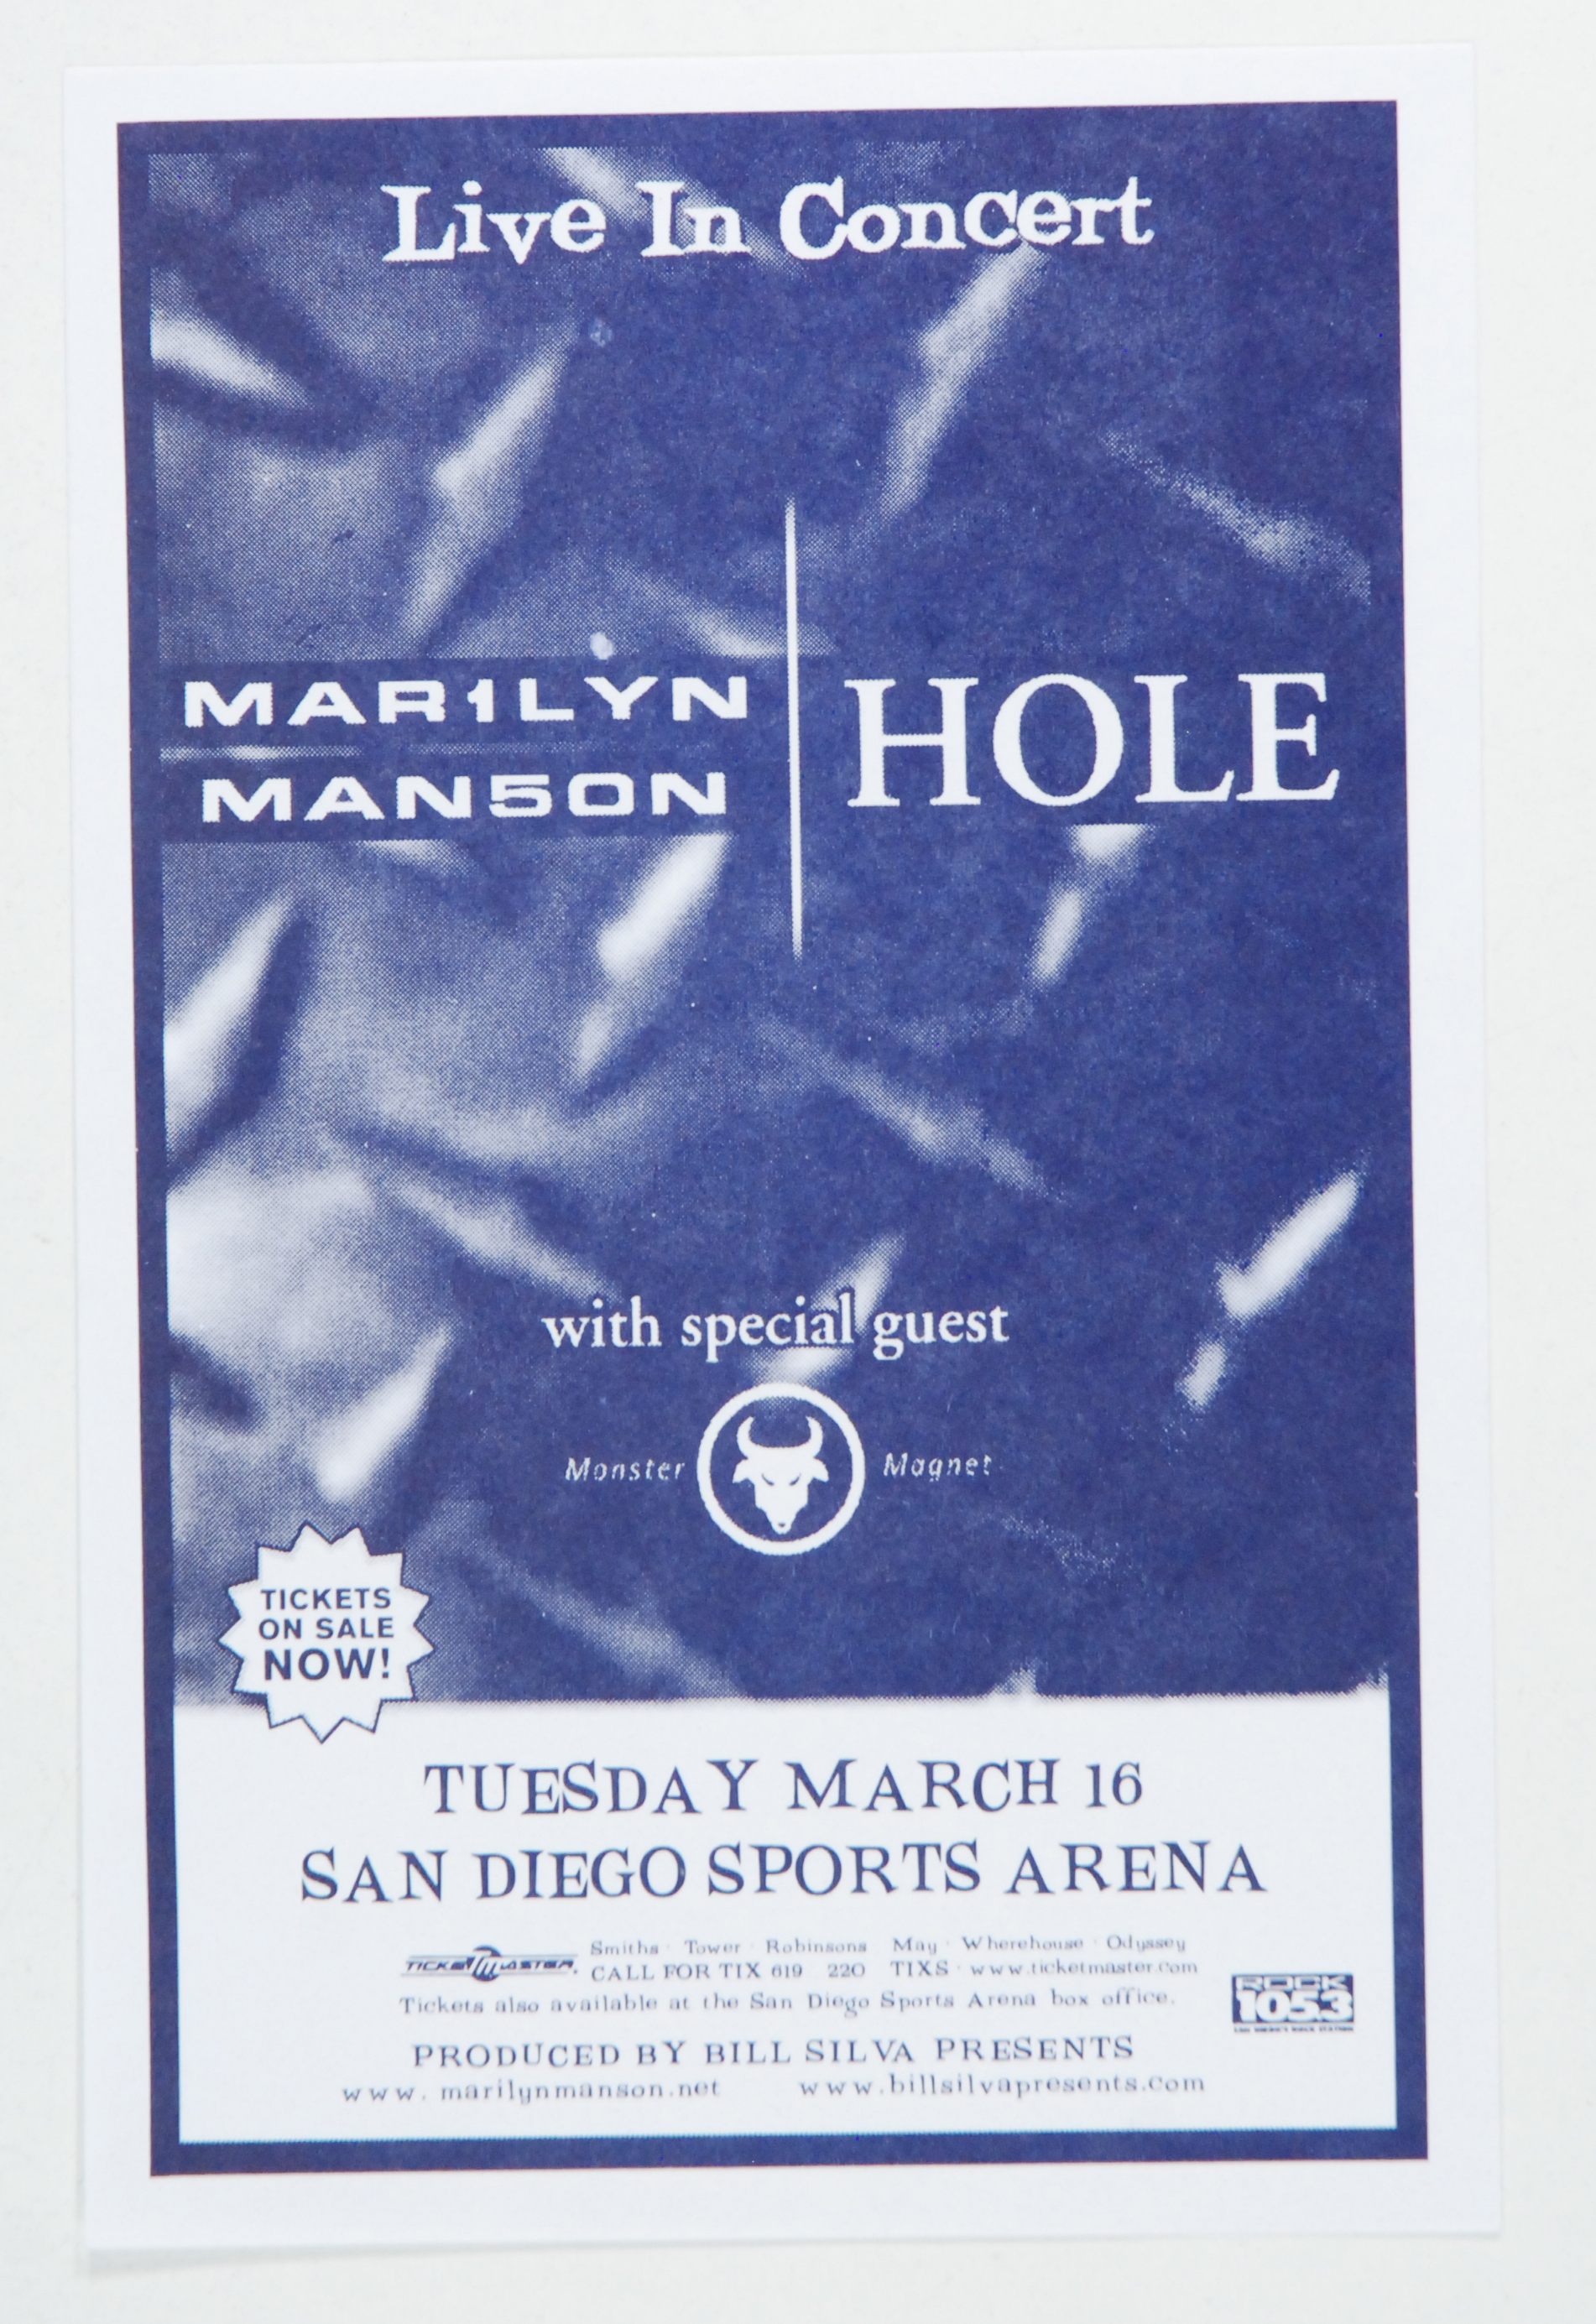 Live In Concert
MAR1LYN
MAN5ON
HOLE
with special guest
Monster Magnet
TICKETS
ON SALE
NOW!
TUESDAY MARCH 16
SAN DIEGO SPORTS ARENA
TICKETMASTER
Smiths · Tower · Robinsons May · Wherehouse · Odyssey
CALL FOR TIX 619 220 TIXS · www.ticketmaster.com
Tickets also available at the San Diego Sports Arena box office.
ROCK
105.3
PRODUCED BY BILL SILVA PRESENTS
www.marilynmanson.net www.billsilvapresents.com